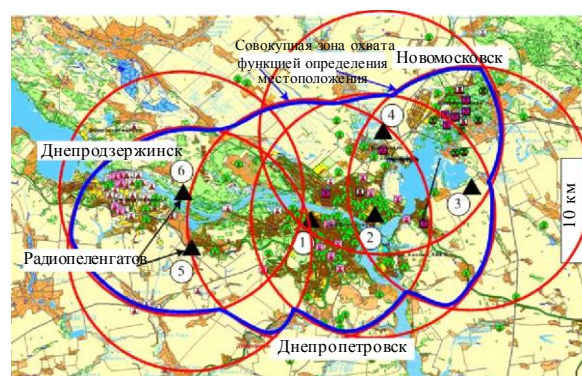 Совокупная зона охвата
функцией определения
местоположения
Новомосковск
4
Днепродзержинск
6
3
10 км
1
2
Радиопеленгатов
5
Днепропетровск